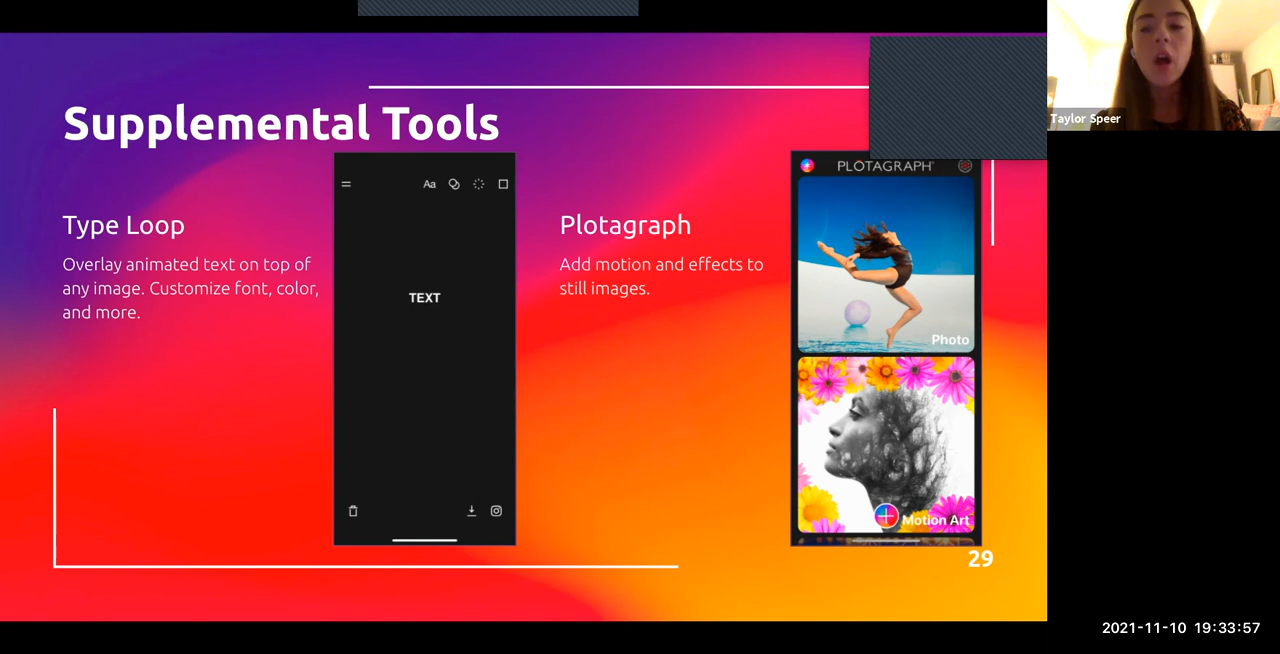 Supplemental Tools
Type Loop
Overlay animated text on top of
any image. Customize font, color,
and more.
Aa
TEXT
Plotagraph
Add motion and effects to
still images.
PLOTAGRAPH
Photo
Motion Art
29
Taylor Speer
2021-11-10 19:33:57